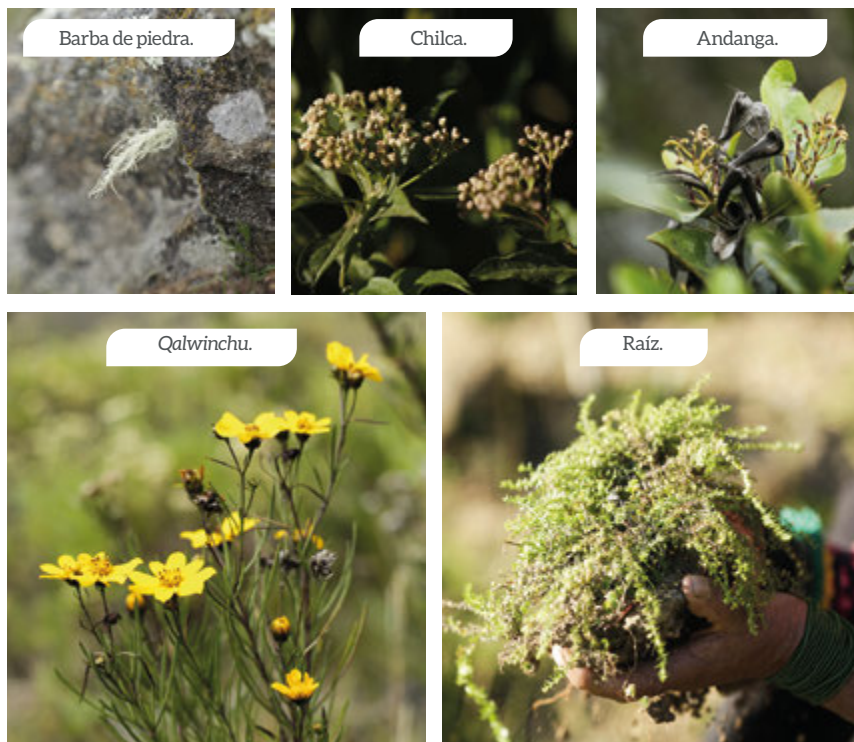 Barba de piedra.
Chilca.
Andanga.
Qalwinchu.
Raíz.